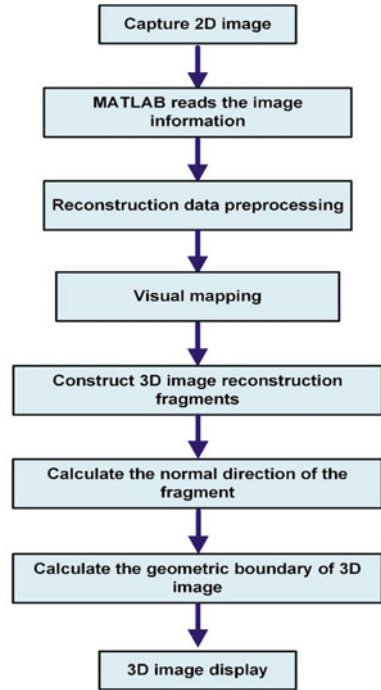 Capture 2D image
MATLAB reads the image
information
Reconstruction data preprocessing
Visual mapping
Construct 3D image reconstruction
fragments
Calculate the normal direction of the
fragment
Calculate the geometric boundary of 3D
image
3D image display